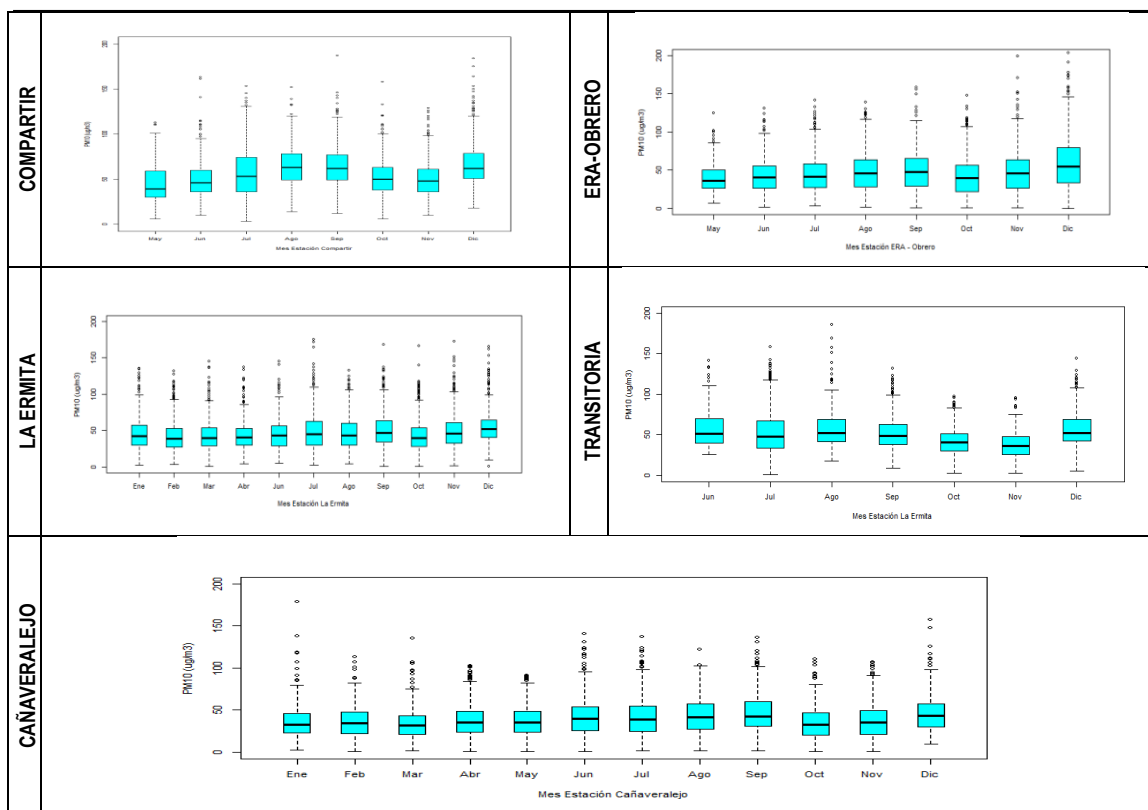 COMPARTIR
PM10 (ug/m3)
200
150
100
50
0
May Jun Jul Ago Sep Oct Nov Dic
Mes Estación Compartir
ERA-OBRERO
PM10 (ug/m3)
200
150
100
50
0
May Jun Jul Ago Sep Oct Nov Dic
Mes Estación ERA - Obrero
LA ERMITA
PM10 (ug/m3)
200
150
100
50
0
Ene Feb Mar Abr Jun Jul Ago Sep Oct Nov Dic
Mes Estación La Ermita
TRANSITORIA
PM10 (ug/m3)
200
150
100
50
0
Jun Jul Ago Sep Oct Nov Dic
Mes Estación La Ermita
CAÑAVERALEJO
PM10 (ug/m3)
200
150
100
50
0
Ene Feb Mar Abr May Jun Jul Ago Sep Oct Nov Dic
Mes Estación Cañaveralejo